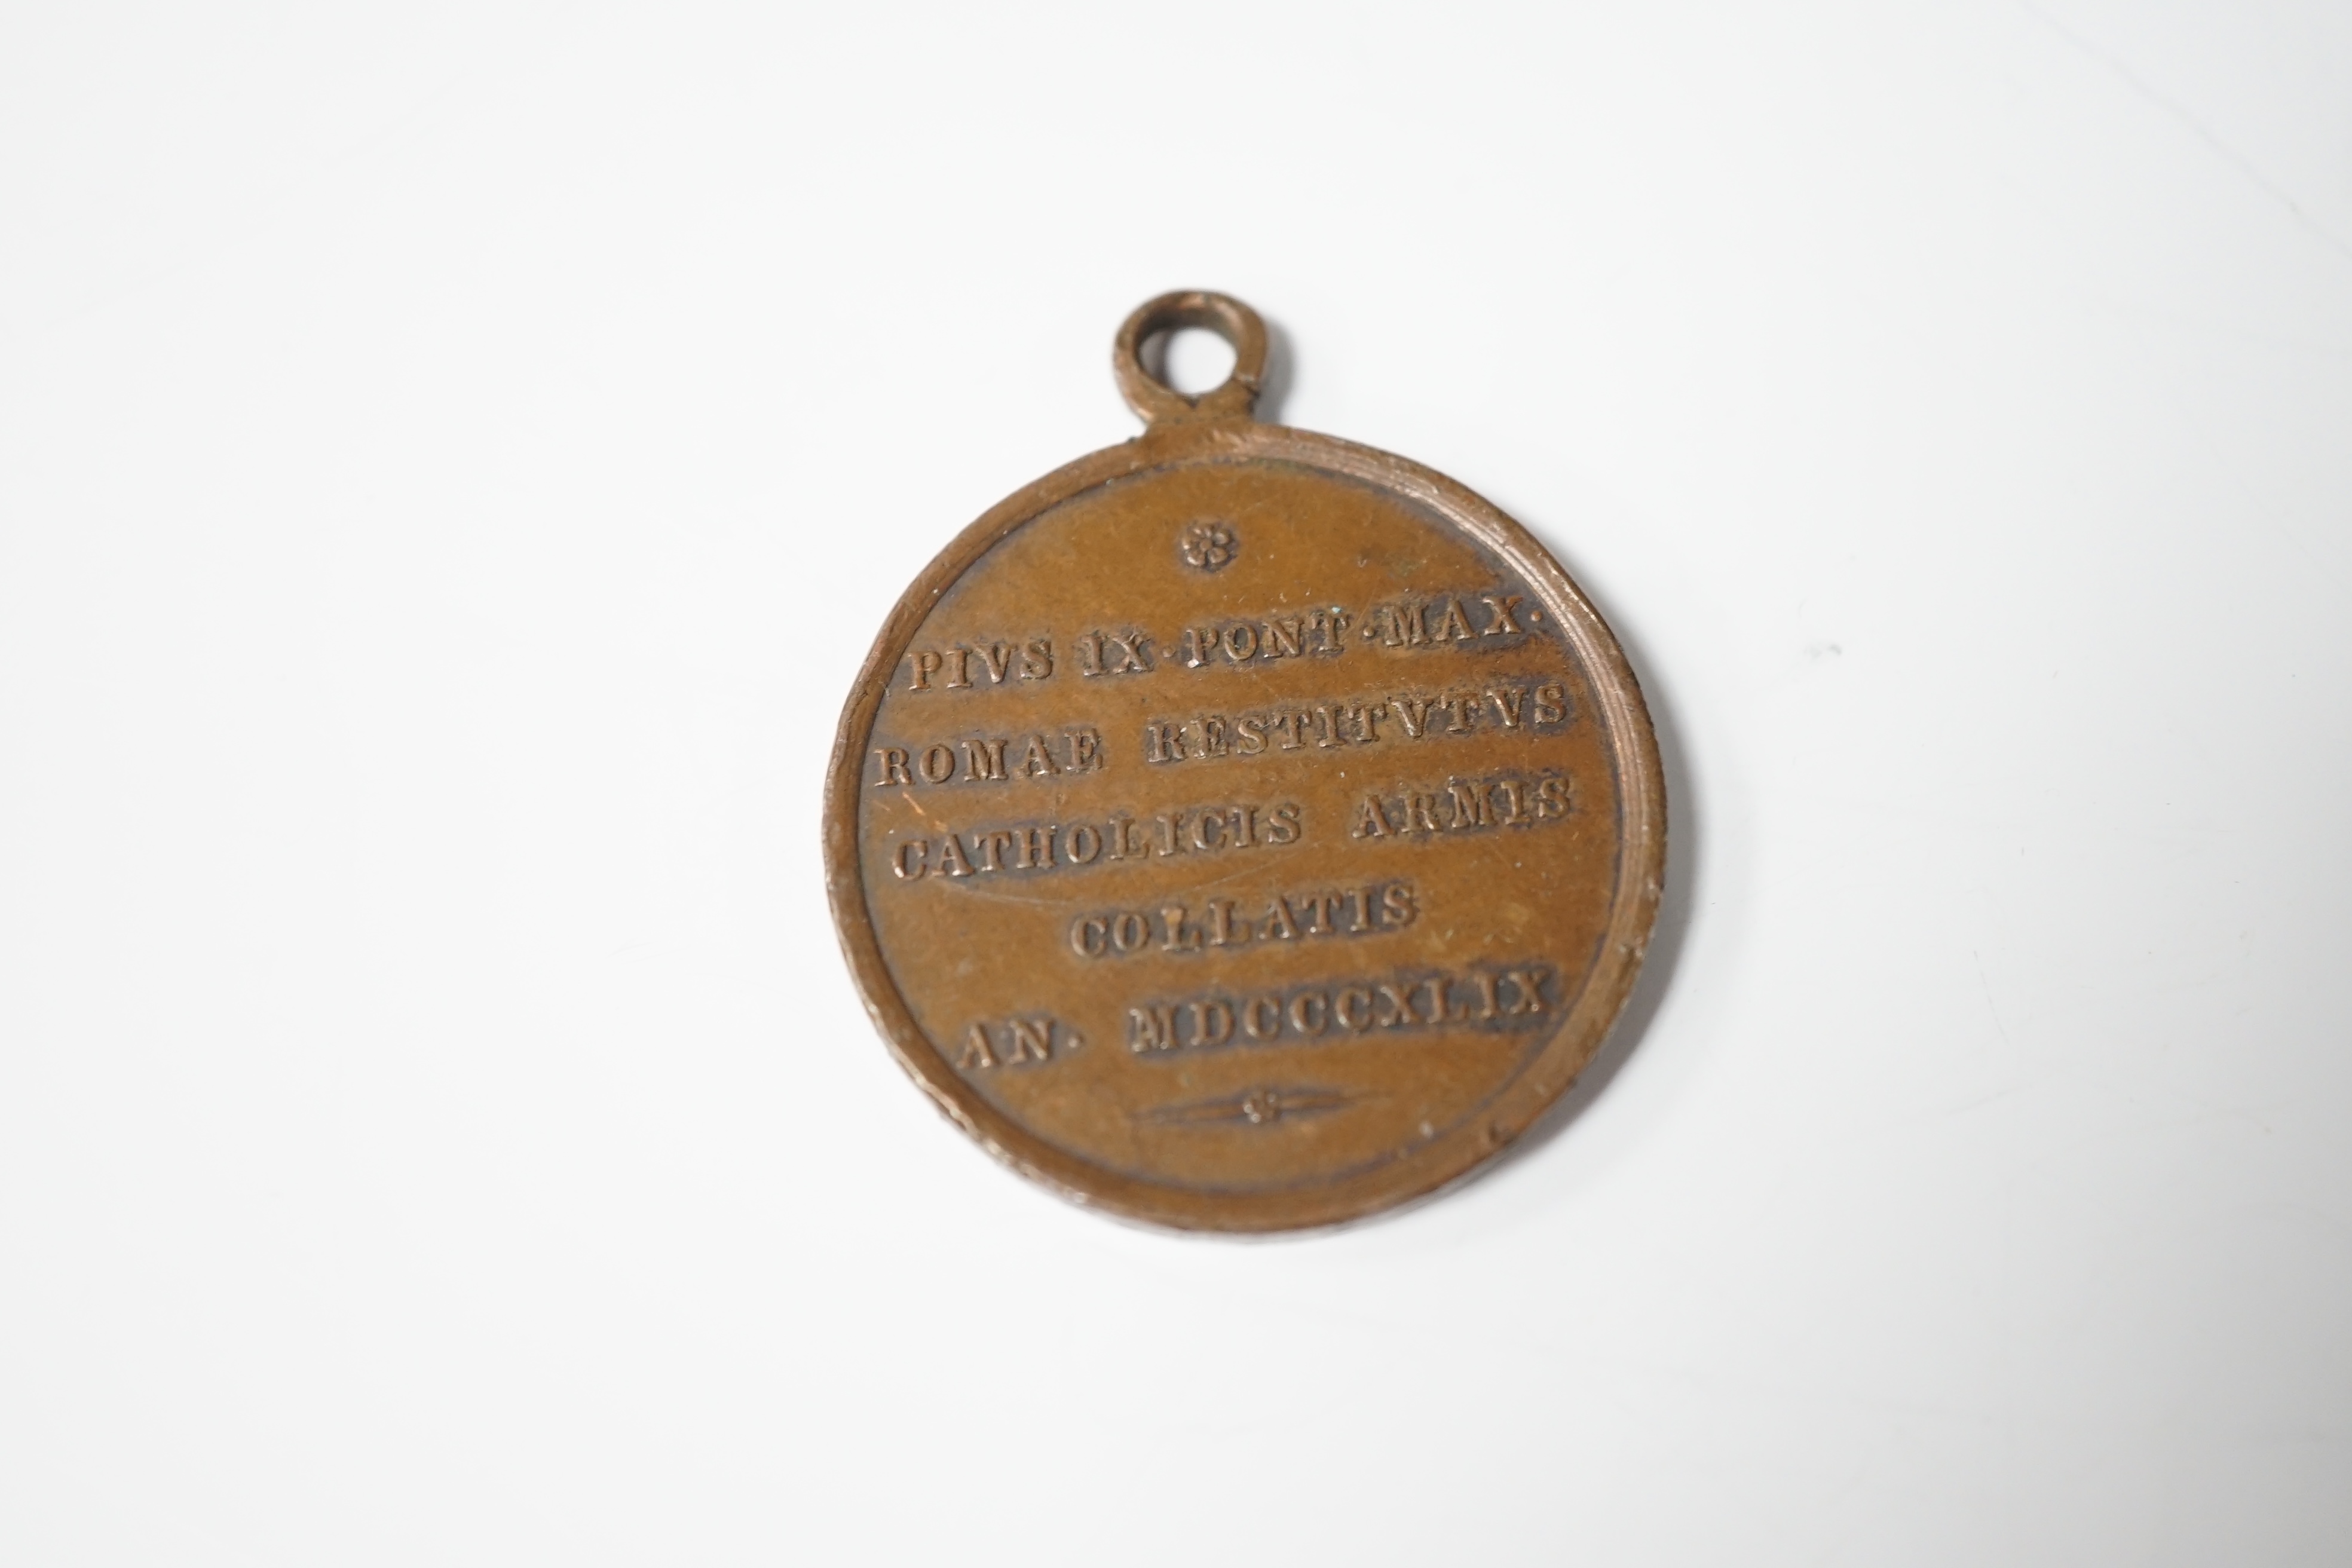 PIVS IX·PONT·MAX·
ROMAE RESTITVTVS
CATHOLICIS ARMIS
COLLATIS
AN· MDCCCXLIX